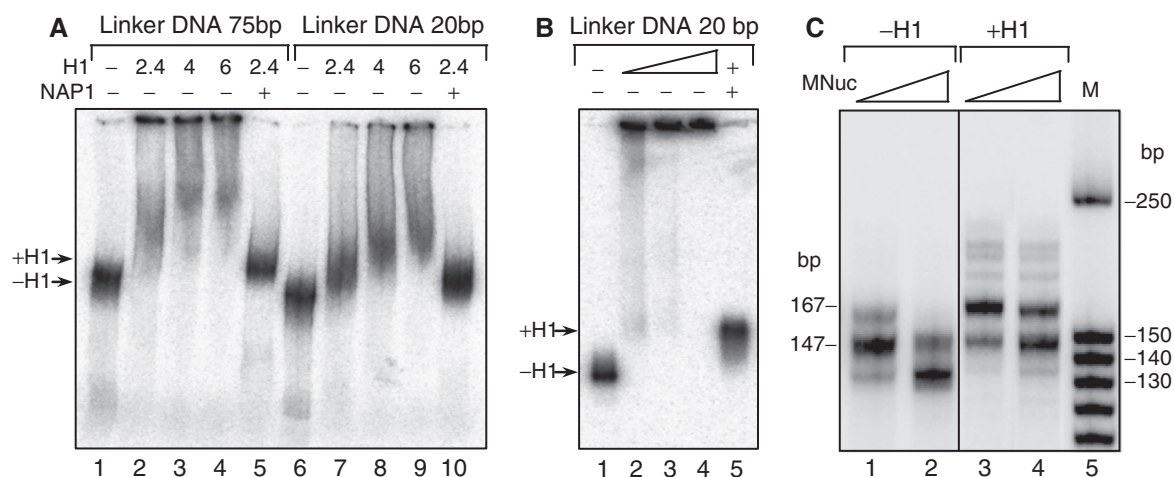 A
Linker DNA 75bp Linker DNA 20bp
H1 – 2.4 4 6 2.4 – 2.4 4 6 2.4
NAP1 – – – – + – – – – +
+H1
–H1
1 2 3 4 5 6 7 8 9 10
B
Linker DNA 20 bp
– +
– – – – +
+H1
–H1
1 2 3 4 5
C
–H1 +H1
MNuc M
bp
–250
bp
167–
147–
–150
–140
–130
1 2 3 4 5